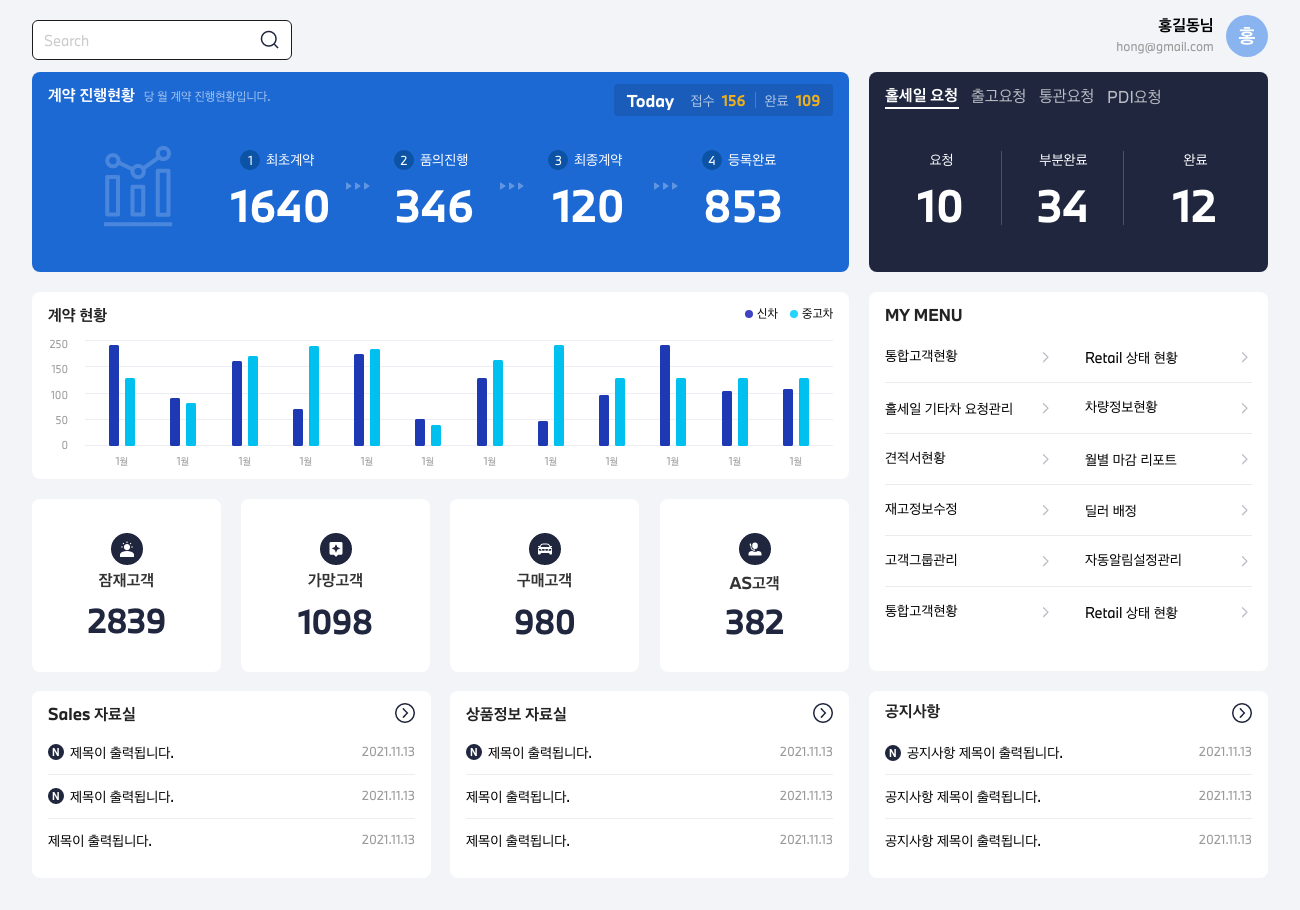 Search
홍길동님
hong@gmail.com
홍
계약 진행현황 당 월 계약 진행현황입니다.
Today 접수 156 완료 109
1 최초계약
1640
2 품의진행
346
3 최종계약
120
4 등록완료
853
홀세일 요청 출고요청 통관요청 PDI요청
요청
10
부분완료
34
완료
12
계약 현황
신차 중고차
250
150
100
50
0
1월 1월 1월 1월 1월 1월 1월 1월 1월 1월 1월 1월
MY MENU
통합고객현황 Retail 상태 현황
홀세일 기타차 요청관리 차량정보현황
견적서현황 월별 마감 리포트
재고정보수정 딜러 배정
고객그룹관리 자동알림설정관리
통합고객현황 Retail 상태 현황
잠재고객
2839
가망고객
1098
구매고객
980
AS고객
382
Sales 자료실
N 제목이 출력됩니다. 2021.11.13
N 제목이 출력됩니다. 2021.11.13
제목이 출력됩니다. 2021.11.13
상품정보 자료실
N 제목이 출력됩니다. 2021.11.13
제목이 출력됩니다. 2021.11.13
제목이 출력됩니다. 2021.11.13
공지사항
N 공지사항 제목이 출력됩니다. 2021.11.13
공지사항 제목이 출력됩니다. 2021.11.13
공지사항 제목이 출력됩니다. 2021.11.13